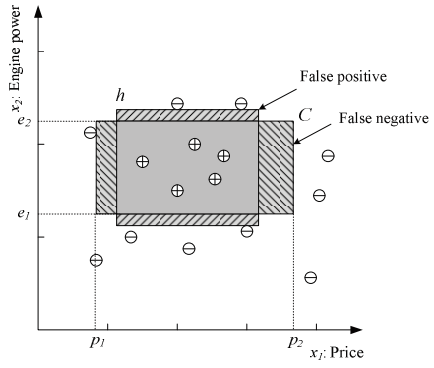 x2: Engine power
h
False positive
C
False negative
e2
e1
p1
p2
x1: Price